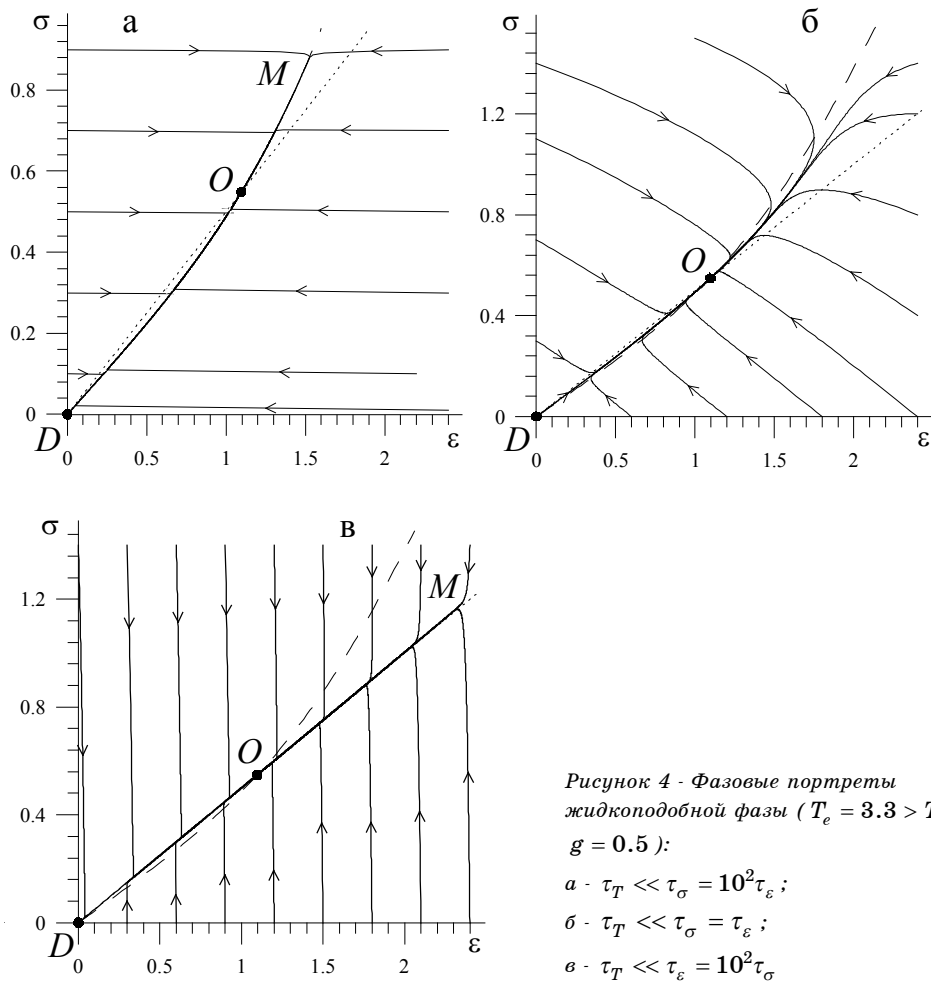 σ
а
0.8
0.6
0.4
0.2
0
M
O
D
0
0.5
1
1.5
2
ε
σ
б
1.2
0.8
0.4
0
O
D
0
0.5
1
1.5
2
ε
σ
в
1.2
0.8
0.4
0
M
O
D
0
0.5
1
1.5
2
ε
Рисунок 4 - Фазовые портреты
жидкоподобной фазы ( T_e = 3.3 > T
g = 0.5 ):
а - τ_T << τ_σ = 10²τ_ε ;
б - τ_T << τ_σ = τ_ε ;
в - τ_T << τ_ε = 10²τ_σ